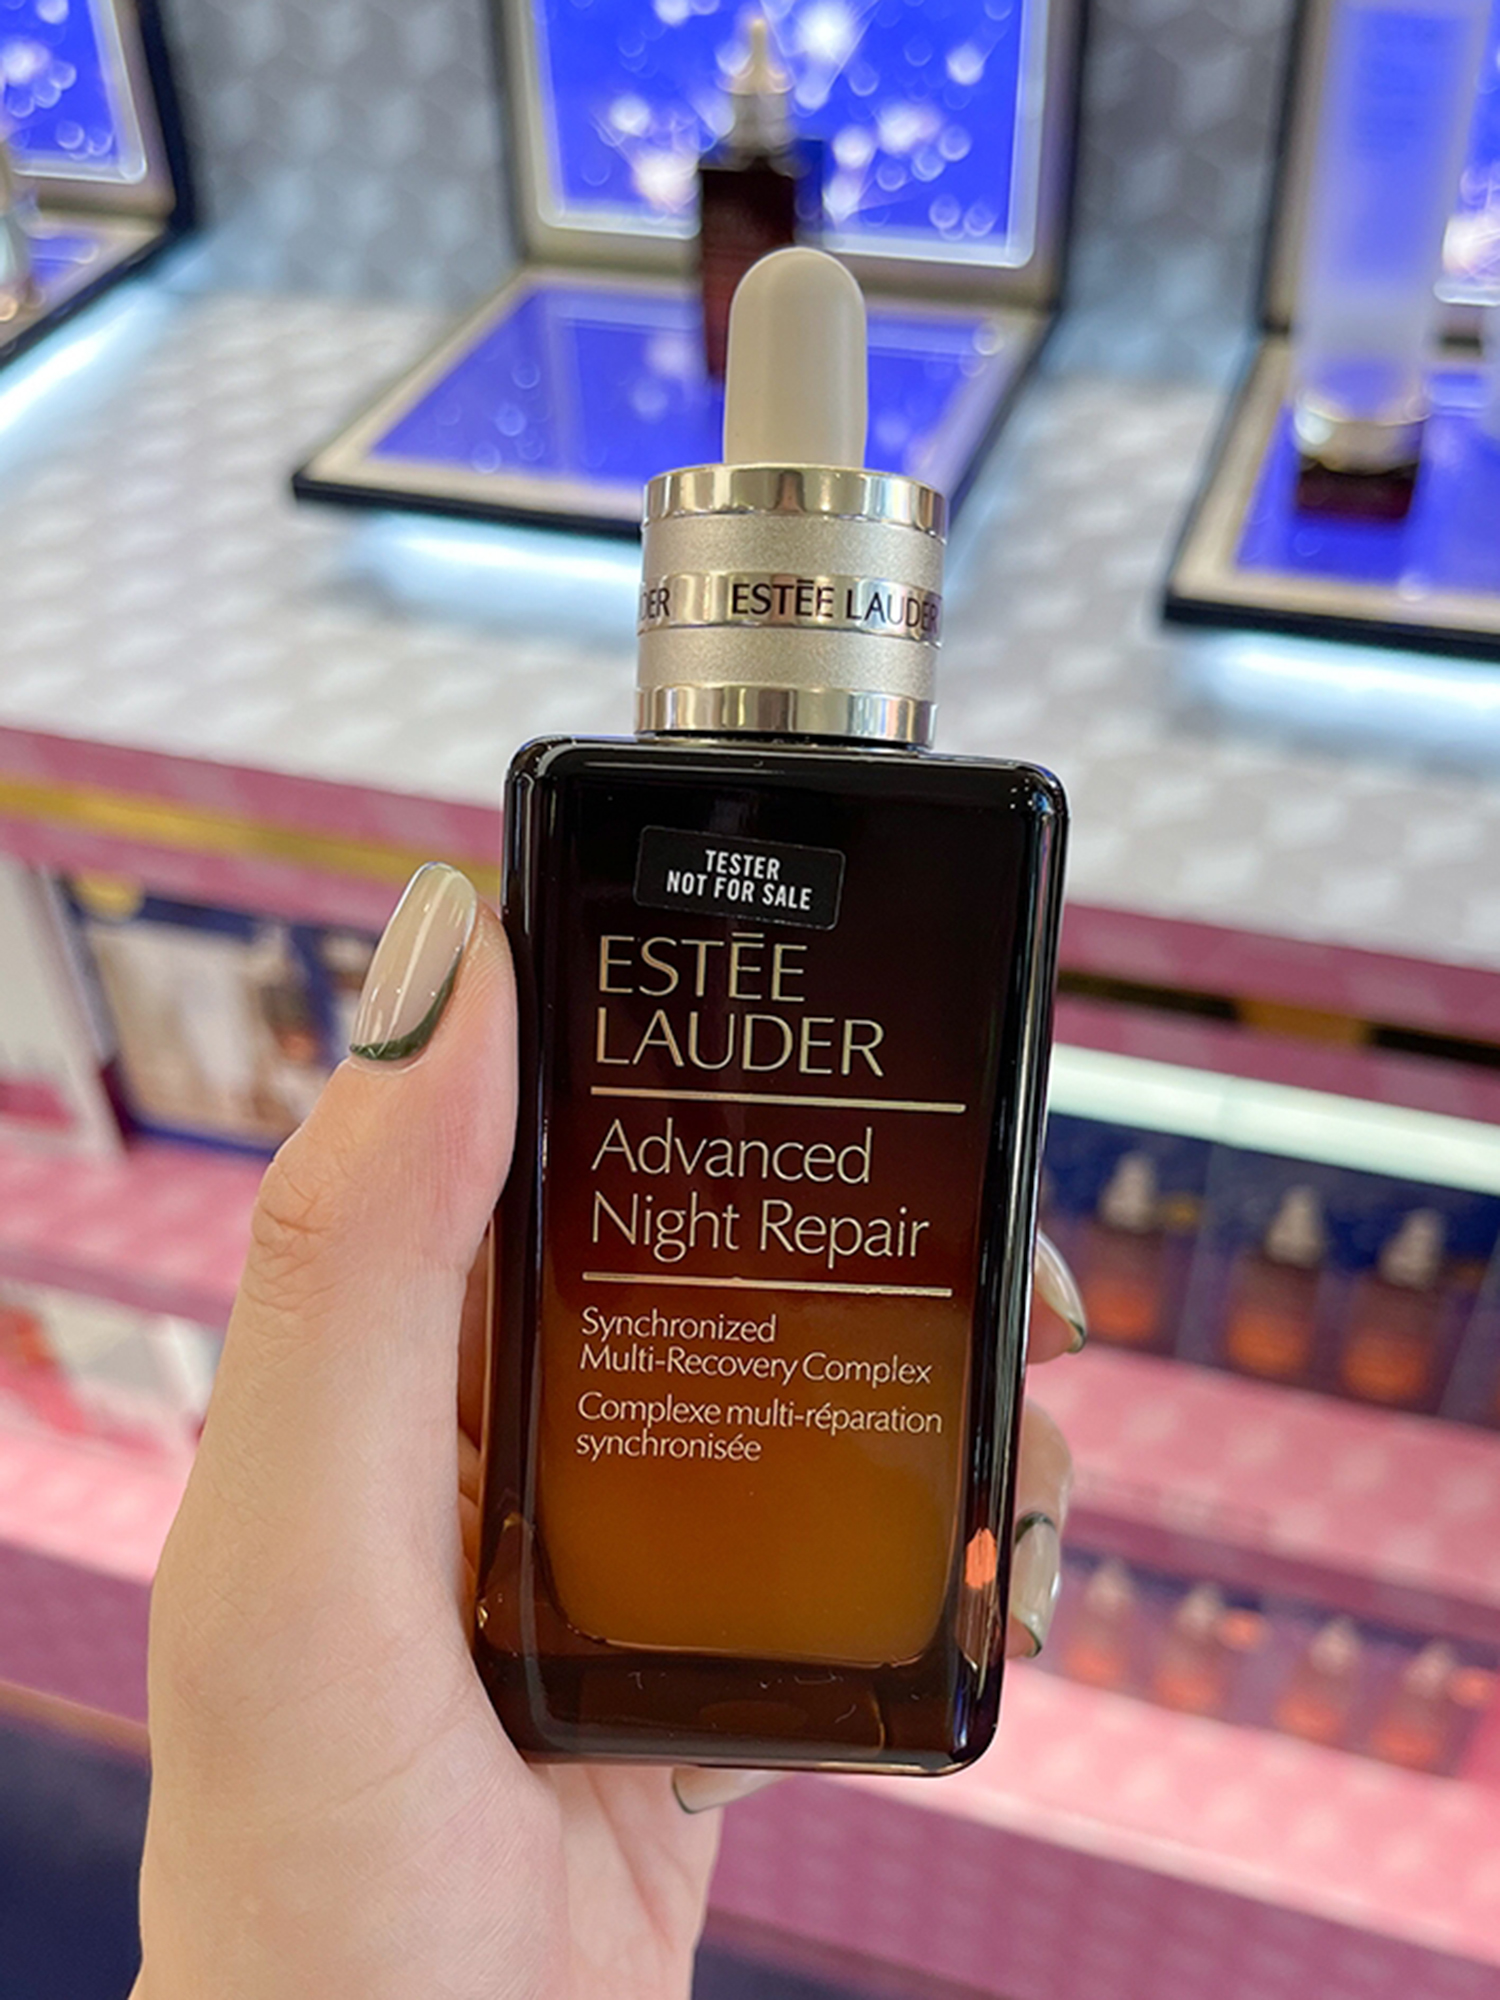 DER ESTĒE LAUDER
TESTER
NOT FOR SALE
ESTĒE
LAUDER
Advanced
Night Repair
Synchronized
Multi-Recovery Complex
Complexe multi-réparation
synchronisée